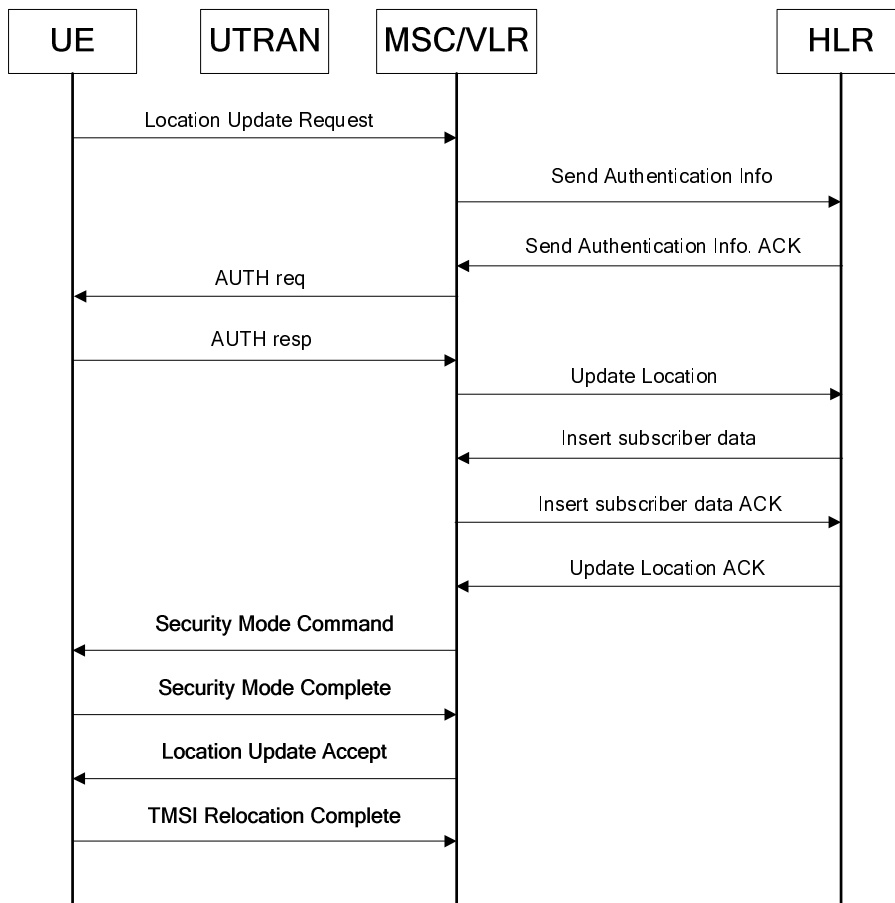 UE
UTRAN
MSC/VLR
HLR
Location Update Request
Send Authentication Info
Send Authentication Info. ACK
AUTH req
AUTH resp
Update Location
Insert subscriber data
Insert subscriber data ACK
Update Location ACK
Security Mode Command
Security Mode Complete
Location Update Accept
TMSI Relocation Complete